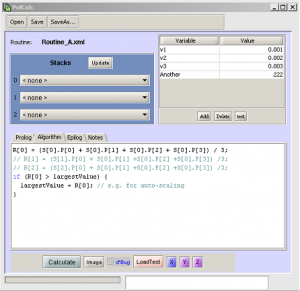 PolCalc
Open Save SaveAs...
Routine: Routine_A.xml
Stacks Update
0 < none >
1 < none >
2 < none >
Variable Value
v1 0.001
v2 0.002
v3 0.003
Another 222
Add Delete test
Prolog Algorithm Epilog Notes
R[0] = (S[0].P[0] + S[0].P[1] + S[0].P[2] + S[0].P[3]) / 3;
// R[1] = (S[1].P[0] + S[0].P[1] +S[0].P[2] +S[0].P[3]) /3;
// R[2] = (S[2].P[0] + S[0].P[1] +S[0].P[2] +S[0].P[3]) /3;
if (R[0] > largestValue) {
largestValue = R[0]; // e.g. for auto-scaling
}
Calculate Image d'Bug LoadTest X Y Z